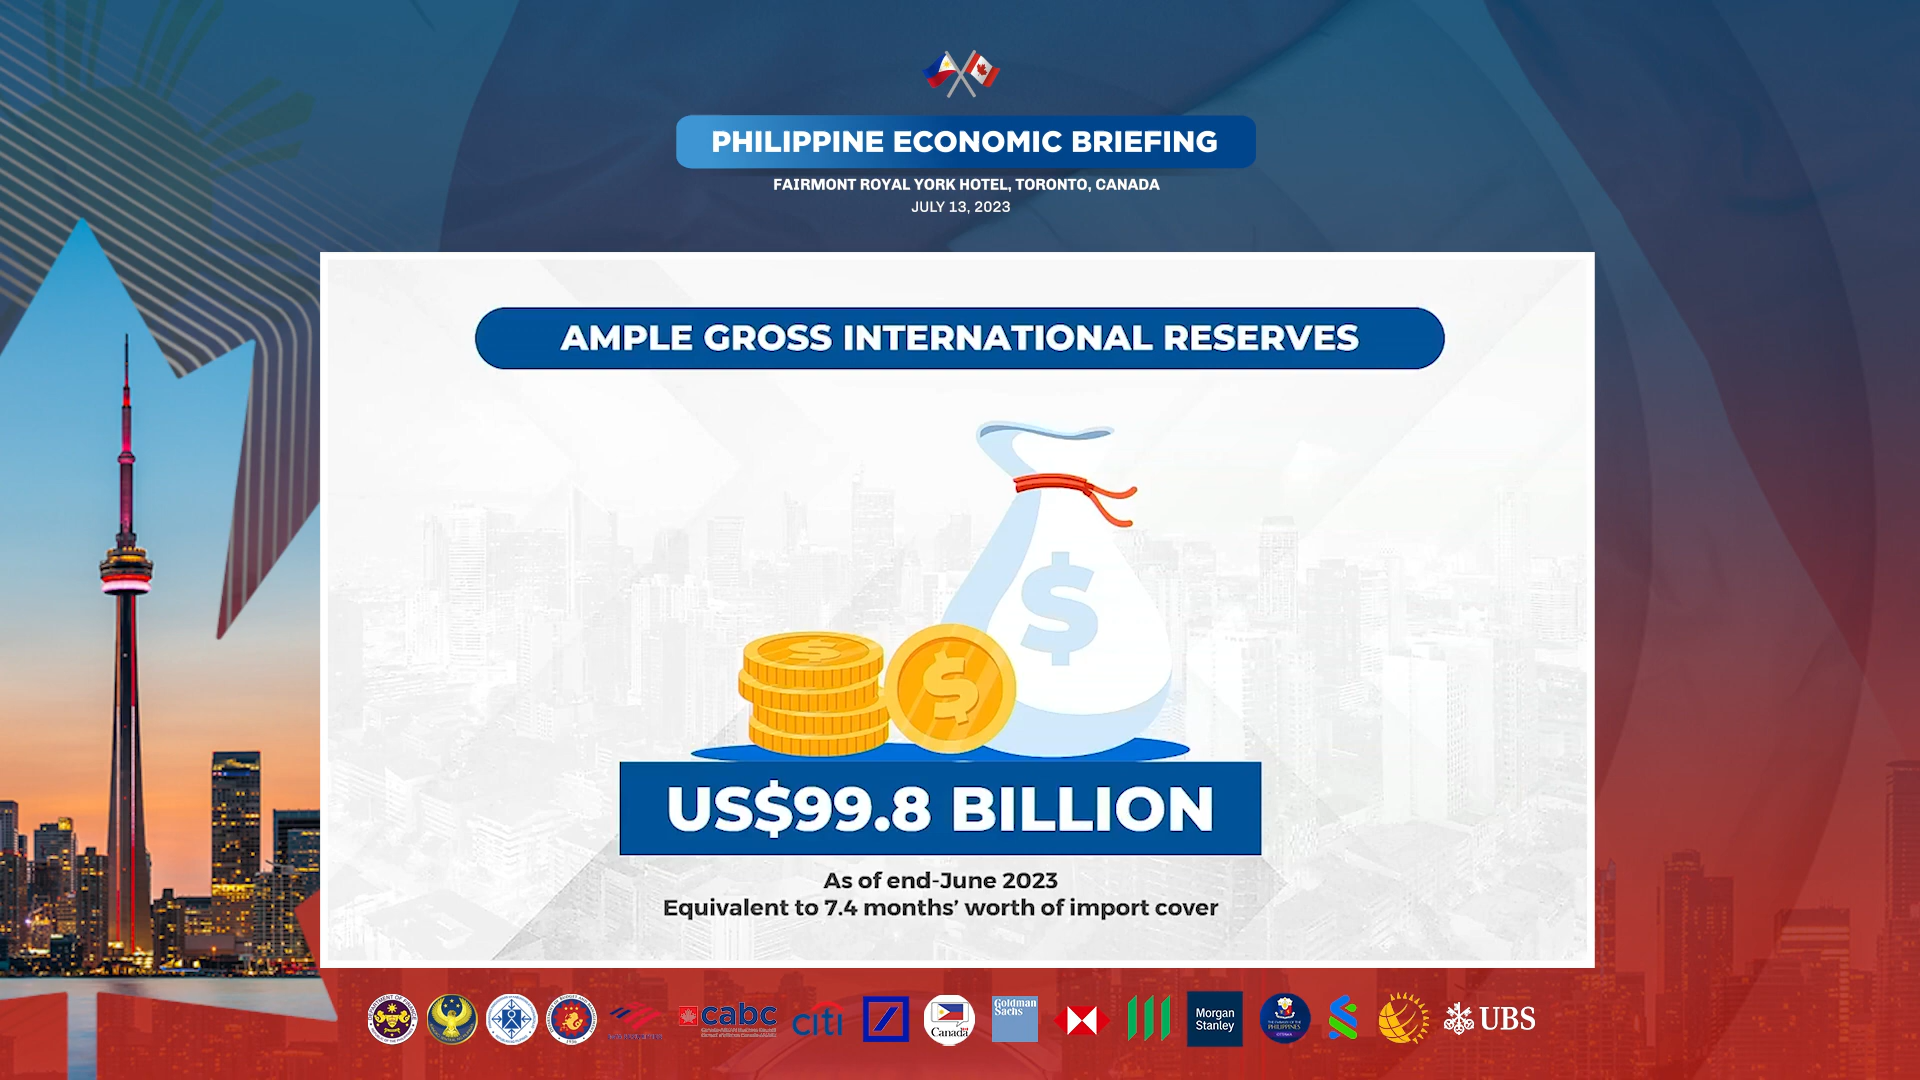 PHILIPPINE ECONOMIC BRIEFING
FAIRMONT ROYAL YORK HOTEL, TORONTO, CANADA
JULY 13, 2023
AMPLE GROSS INTERNATIONAL RESERVES
$
$
$
US$99.8 BILLION
As of end-June 2023
Equivalent to 7.4 months' worth of import cover
cabc
citi
Canada
Goldman
Sachs
Morgan
Stanley
PHILIPPINES
UBS